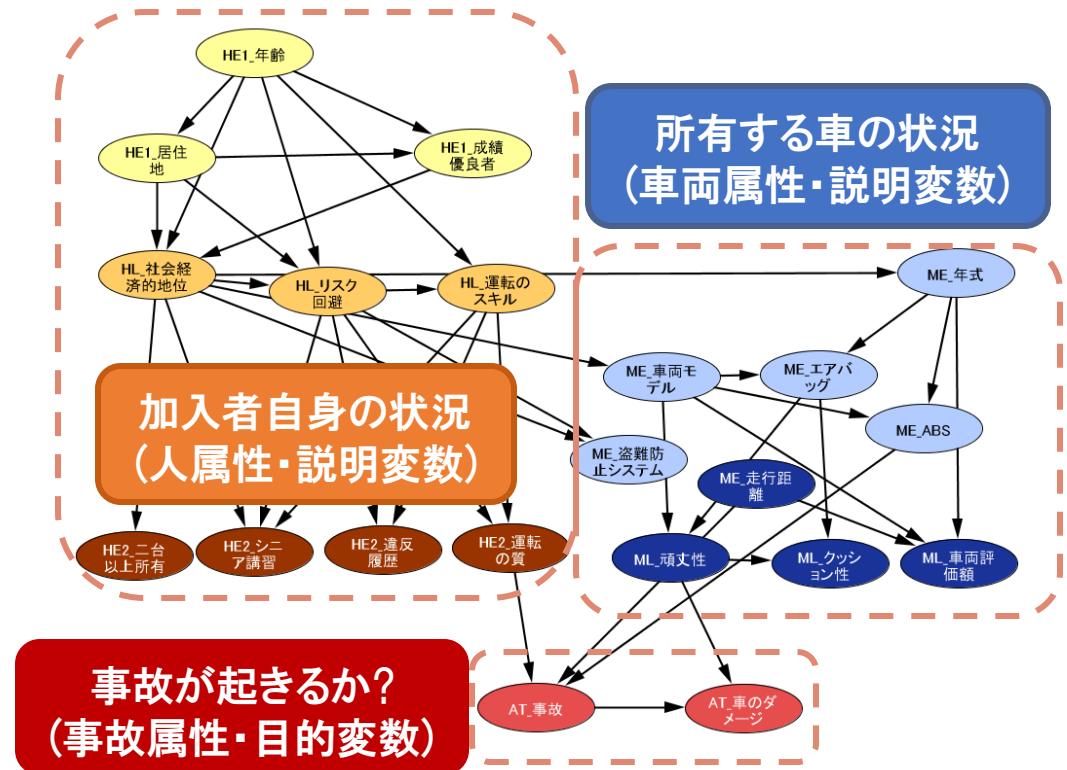 HE1_年齢
所有する車の状況
(車両属性・説明変数)
HE1_居住
地
HE1_成績
優良者
HL_社会経
済的地位
HL_リスク
回避
HL_運転の
スキル
ME_年式
ME_車両モ
デル
ME_エアバ
ッグ
ME_ABS
加入者自身の状況
(人属性・説明変数)
ME_盗難防
止システム
ME_走行距
離
HE2_二台
以上所有
HE2_シニ
ア講習
HE2_違反
履歴
HE2_運転
の質
ML_頑丈性
ML_クッシ
ョン性
ML_車両評
価額
事故が起きるか?
(事故属性・目的変数)
AT_事故
AT_車のダ
メージ